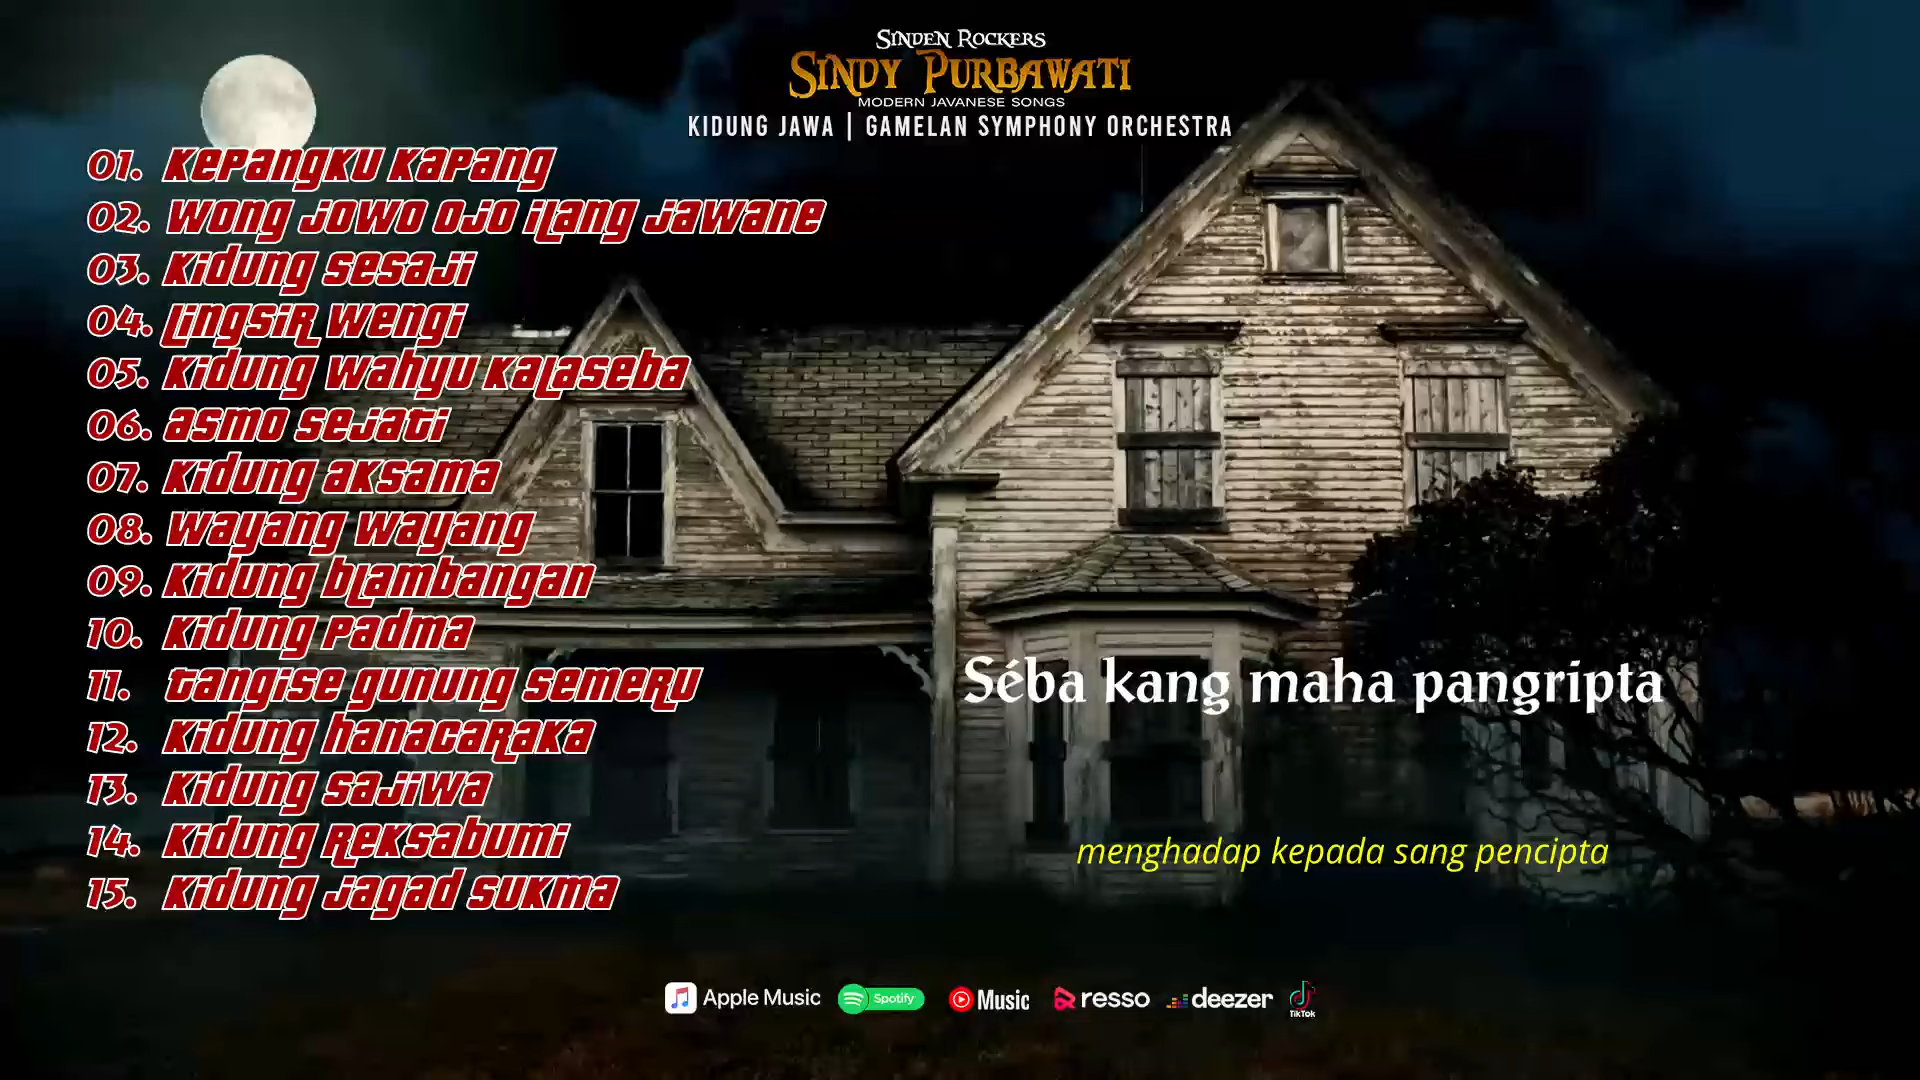 SINDEN ROCKERS
SINDY PURBAWATI
MODERN JAVANESE SONGS
KIDUNG JAWA | GAMELAN SYMPHONY ORCHESTRA
01. Kepangku Kapang
02. Wong Jowo Ojo Ilang Jawane
03. Kidung Sesaji
04. Lingsir Wengi
05. Kidung Wahyu Kalaseba
06. Asmo Sejati
07. Kidung Aksama
08. Wayang Wayang
09. Kidung Blambangan
10. Kidung Padma
11. Tangise Gunung Semeru
12. Kidung Hanacaraka
13. Kidung Sajiwa
14. Kidung Reksabumi
15. Kidung Jagad Sukma
Séba kang maha pangripta
menghadap kepada sang pencipta
Apple Music Spotify Music resso deezer TikTok